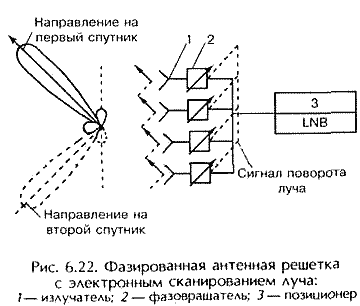 Направление на
первый спутник
1
2
3
LNB
Сигнал поворота
луча
Направление на
второй спутник
Рис. 6.22. Фазированная антенная решетка
с электронным сканированием луча:
1 — излучатель; 2 — фазовращатель; 3 — позиционер